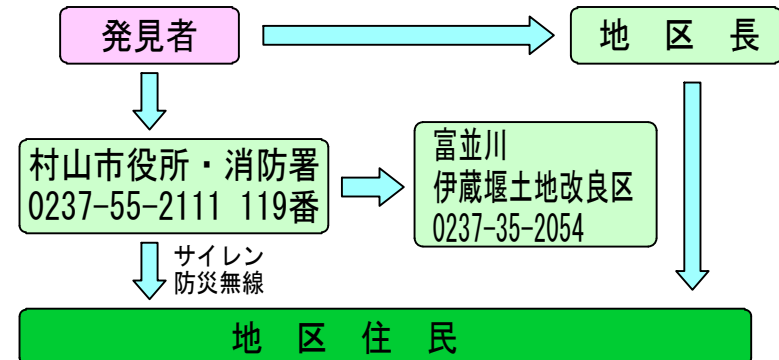 発見者
地　区　長
村山市役所・消防署
0237-55-2111 119番
富並川
伊蔵堰土地改良区
0237-35-2054
サイレン
防災無線
地　区　住　民